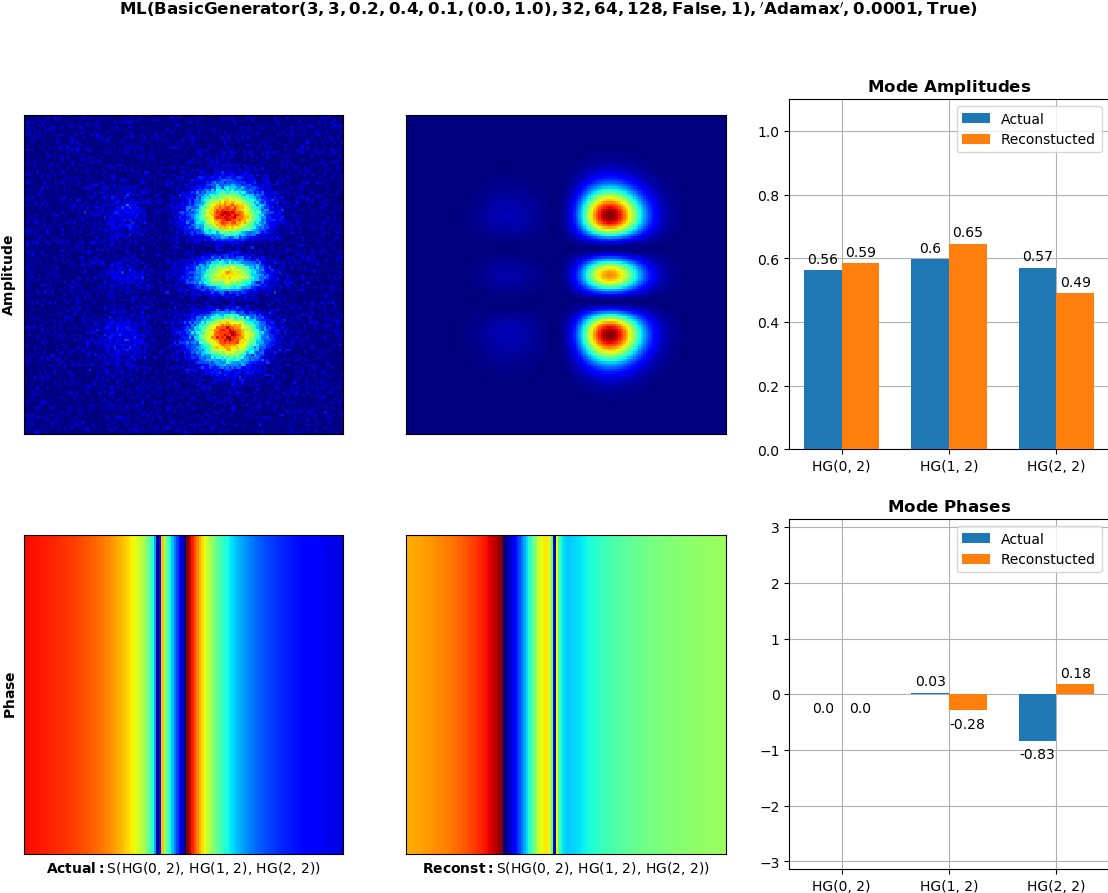 ML(BasicGenerator(3, 3, 0.2, 0.4, 0.1, (0.0, 1.0), 32, 64, 128, False, 1), ′Adamax′, 0.0001, True)
Amplitude
Mode Amplitudes
Actual
Reconstucted
1.0
0.8
0.6
0.4
0.2
0.0
0.56
0.59
0.6
0.65
0.57
0.49
HG(0, 2)
HG(1, 2)
HG(2, 2)
Phase
Actual: S(HG(0, 2), HG(1, 2), HG(2, 2))
Reconst: S(HG(0, 2), HG(1, 2), HG(2, 2))
Mode Phases
Actual
Reconstucted
3
2
1
0
−1
−2
−3
0.0
0.0
0.03
-0.28
-0.83
0.18
HG(0, 2)
HG(1, 2)
HG(2, 2)